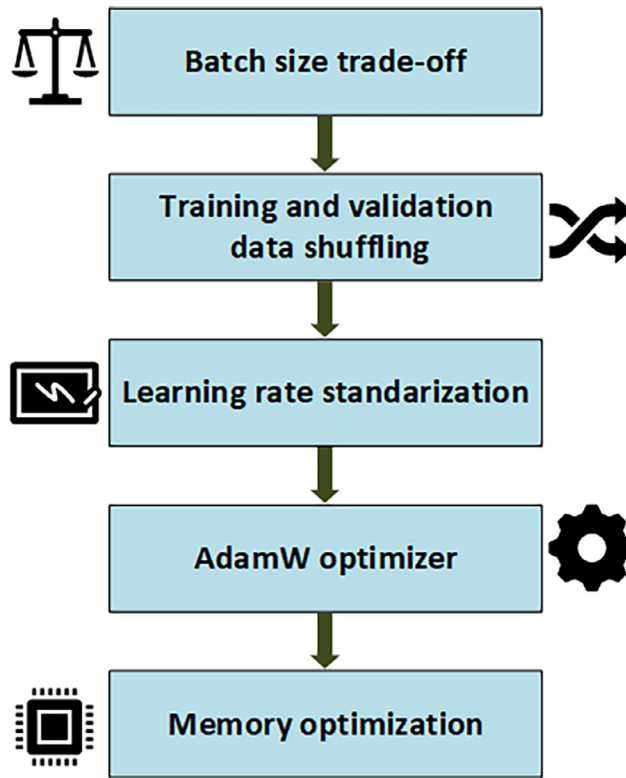 Batch size trade-off
Training and validation
data shuffling
Learning rate standarization
AdamW optimizer
Memory optimization